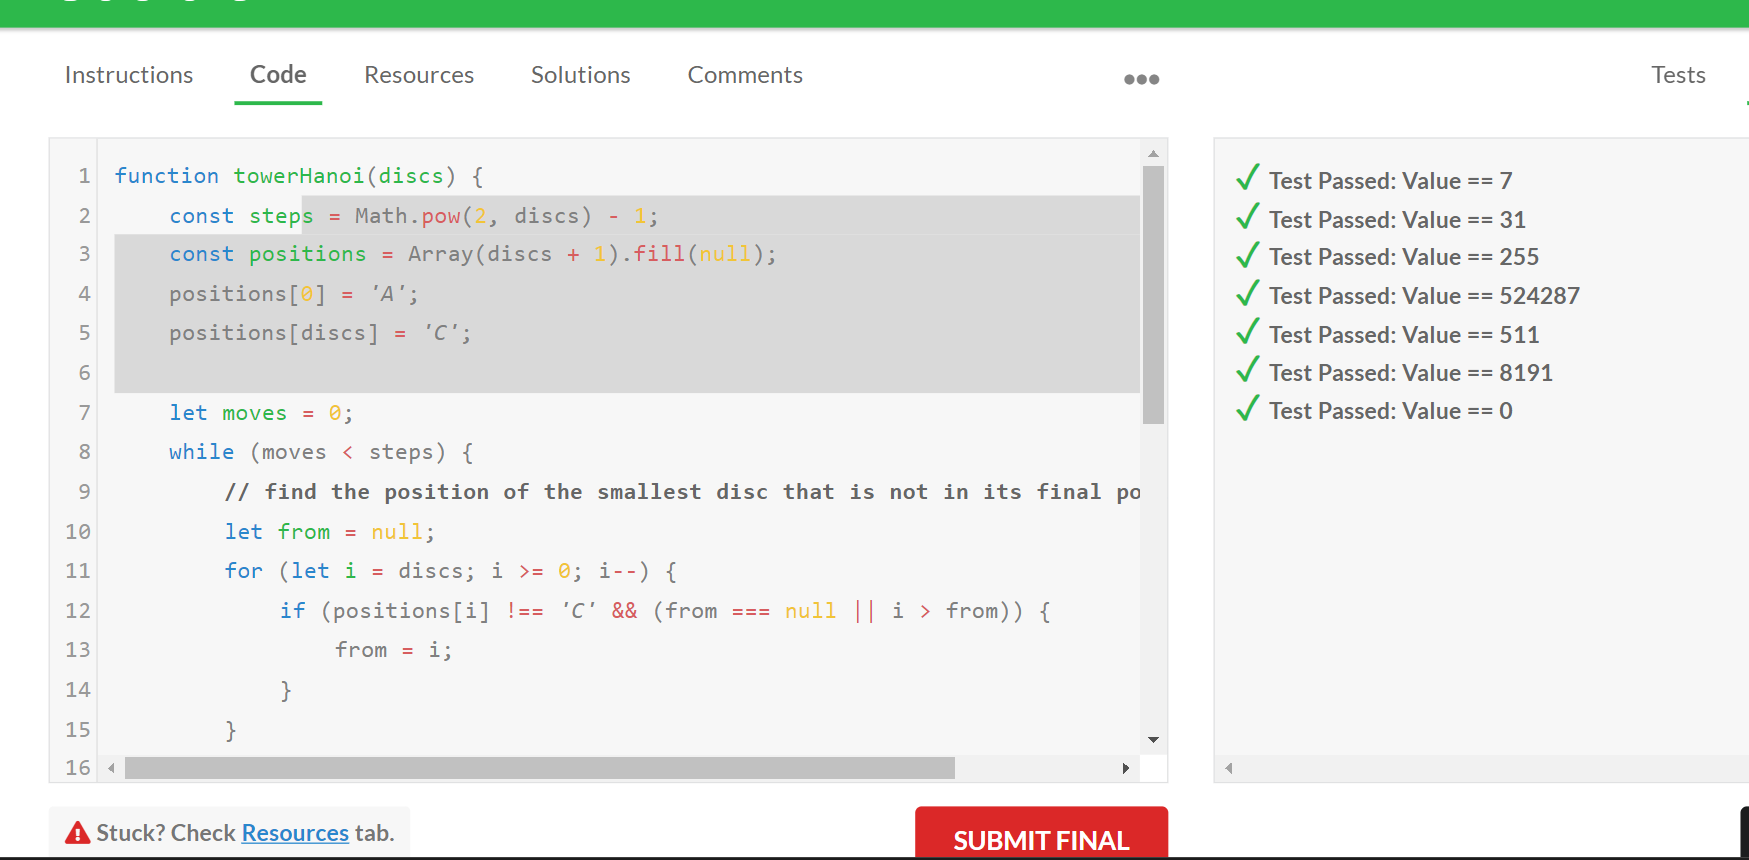 Instructions Code Resources Solutions Comments Tests
1 function towerHanoi(discs) {
2 const steps = Math.pow(2, discs) - 1;
3 const positions = Array(discs + 1).fill(null);
4 positions[0] = 'A';
5 positions[discs] = 'C';
6
7 let moves = 0;
8 while (moves < steps) {
9 // find the position of the smallest disc that is not in its final po
10 let from = null;
11 for (let i = discs; i >= 0; i--) {
12 if (positions[i] !== 'C' && (from === null || i > from)) {
13 from = i;
14 }
15 }
16
Test Passed: Value == 7
Test Passed: Value == 31
Test Passed: Value == 255
Test Passed: Value == 524287
Test Passed: Value == 511
Test Passed: Value == 8191
Test Passed: Value == 0
Stuck? Check Resources tab.
SUBMIT FINAL